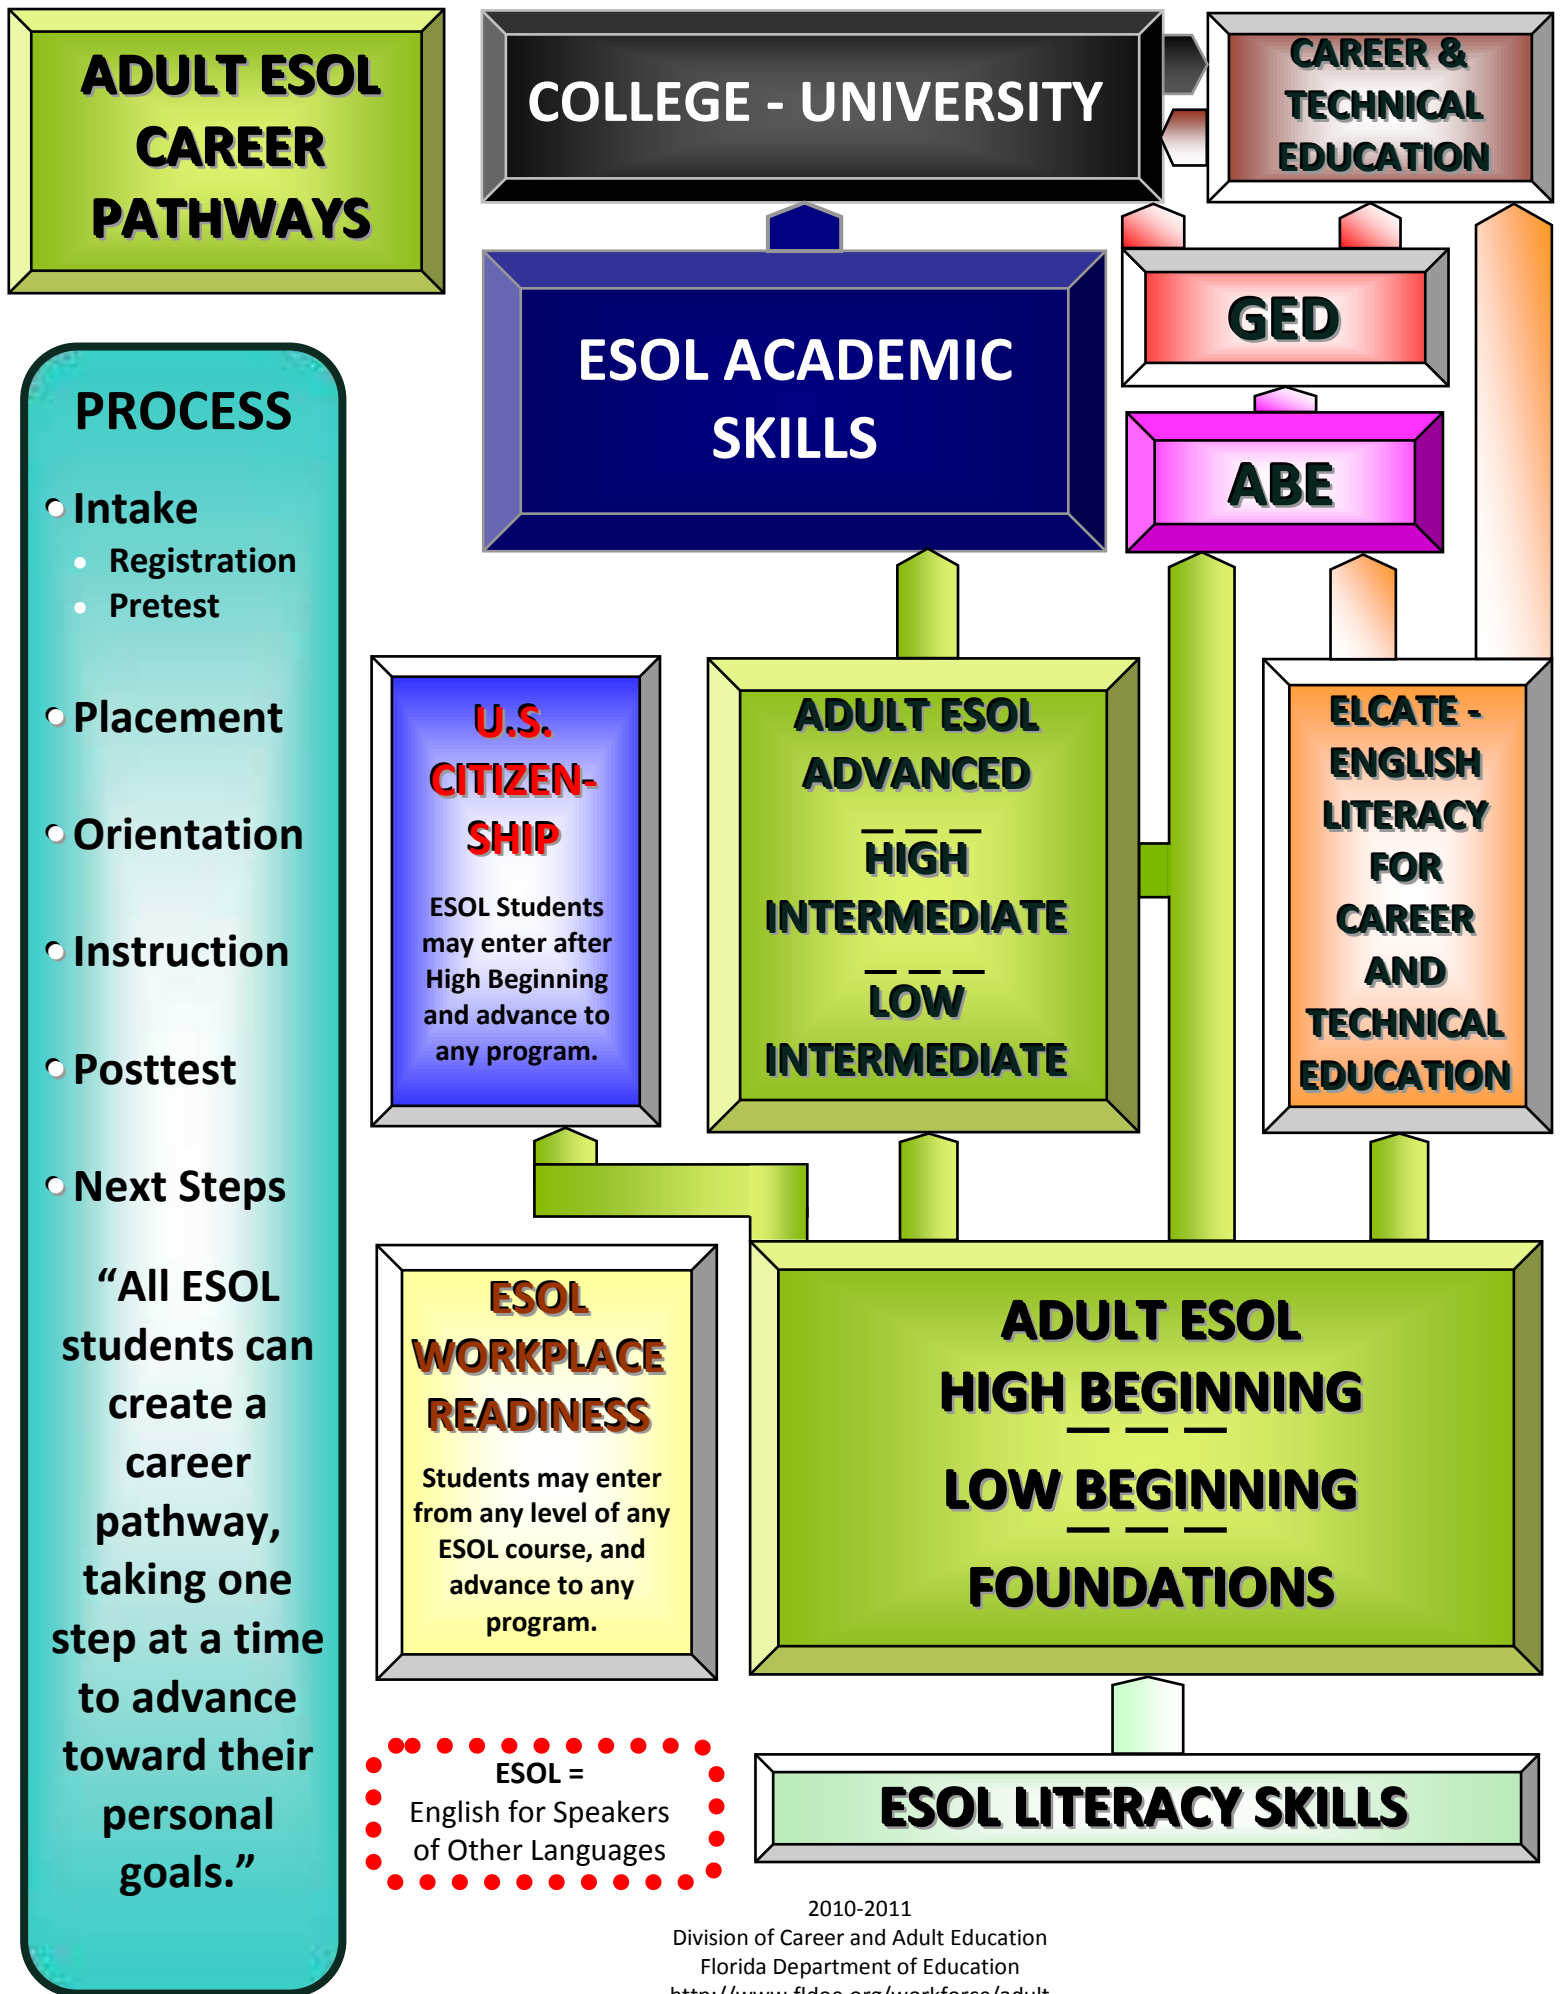 ADULT ESOL
CAREER
PATHWAYS
COLLEGE - UNIVERSITY
CAREER &
TECHNICAL
EDUCATION
ESOL ACADEMIC
SKILLS
GED
ABE
PROCESS
Intake
Registration
Pretest
Placement
Orientation
Instruction
Posttest
Next Steps
“All ESOL
students can
create a
career
pathway,
taking one
step at a time
to advance
toward their
personal
goals.”
U.S.
CITIZEN-
SHIP
ESOL Students
may enter after
High Beginning
and advance to
any program.
ADULT ESOL
ADVANCED
_ _ _
HIGH
INTERMEDIATE
_ _ _
LOW
INTERMEDIATE
ELCATE -
ENGLISH
LITERACY
FOR
CAREER
AND
TECHNICAL
EDUCATION
ESOL
WORKPLACE
READINESS
Students may enter
from any level of any
ESOL course, and
advance to any
program.
ADULT ESOL
HIGH BEGINNING
_ _ _
LOW BEGINNING
_ _ _
FOUNDATIONS
ESOL =
English for Speakers
of Other Languages
ESOL LITERACY SKILLS
2010-2011
Division of Career and Adult Education
Florida Department of Education
http://www.fldoe.org/workforce/adult